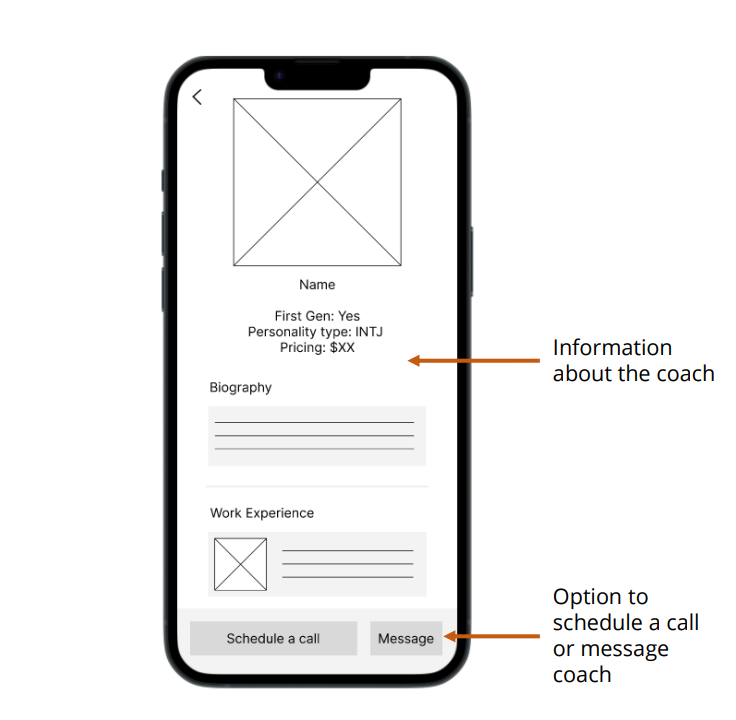 Name
First Gen: Yes
Personality type: INTJ
Pricing: $XX
Information
about the coach
Biography
Work Experience
Schedule a call
Message
Option to
schedule a call
or message
coach